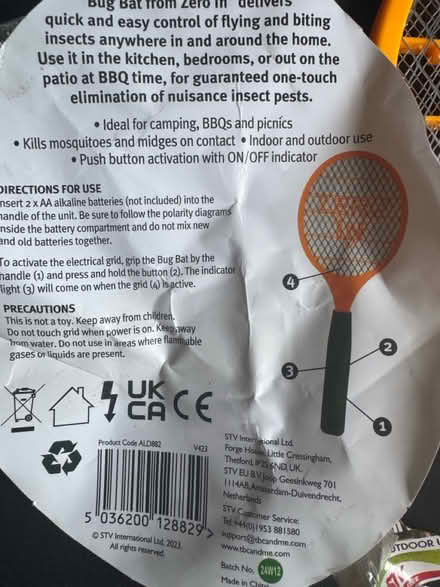 Bug Bat from Zero In delivers
quick and easy control of flying and biting
insects anywhere in and around the home.
Use it in the kitchen, bedrooms, or out on the
patio at BBQ time, for guaranteed one-touch
elimination of nuisance insect pests.
• Ideal for camping, BBQs and picnics
• Kills mosquitoes and midges on contact • Indoor and outdoor use
• Push button activation with ON/OFF indicator
DIRECTIONS FOR USE
Insert 2 x AA alkaline batteries (not included) into the
handle of the unit. Be sure to follow the polarity diagrams
inside the battery compartment and do not mix new
and old batteries together.
To activate the electrical grid, grip the Bug Bat by the
handle (1) and press and hold the button (2). The indicator
light (3) will come on when the grid (4) is active.
PRECAUTIONS
This is not a toy. Keep away from children.
Do not touch grid when power is on. Keep away
from water. Do not use in areas where flammable
gases or liquids are present.
4
2
3
1
UK
CA CE
Product Code ALD882
V423
5 036200 128829 >
© STV International Ltd. 2023.
All rights reserved.
STV International Ltd.
Forge House, Little Cressingham,
Thetford, IP25 6ND, UK.
STV EU B.V. Joop Geesinkweg 701
1114AB, Amsterdam-Duivendrecht,
Netherlands
STV Customer Service:
Tel: +44(0)1953 881580
support@tbcandme.com
www.tbcandme.com
Batch No. 24W12
Made in China